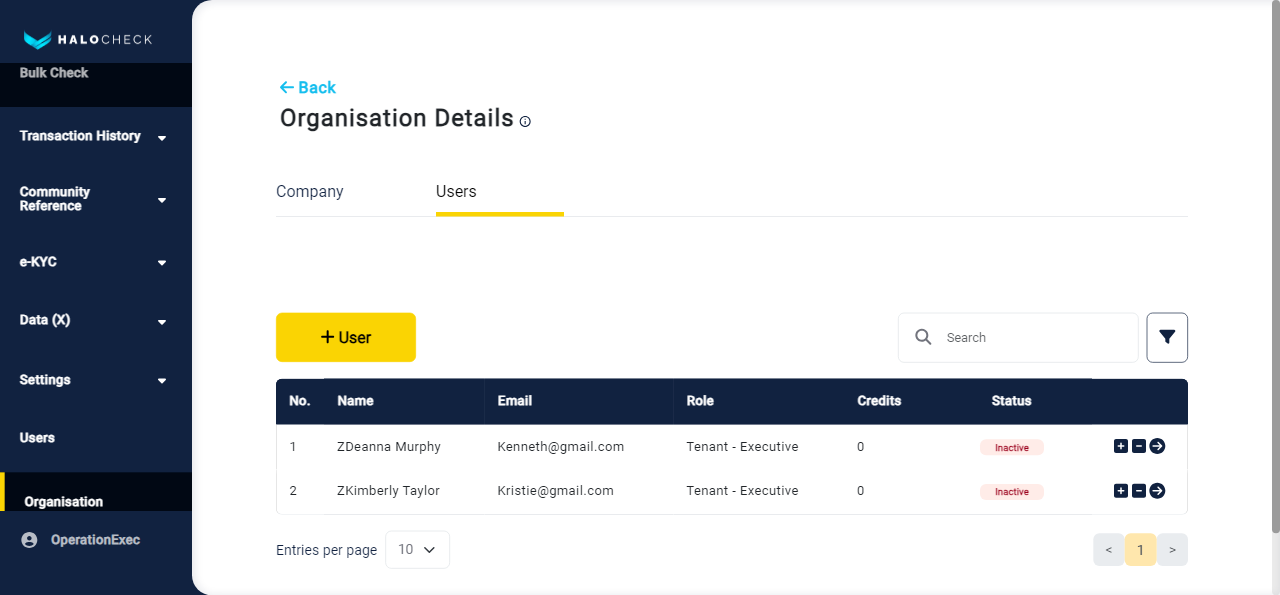 HALOCHECK
Bulk Check
Transaction History
Community
Reference
e-KYC
Data (X)
Settings
Users
Organisation
OperationExec
← Back
Organisation Details
Company Users
+ User
Search
No. Name Email Role Credits Status
1 ZDeanna Murphy Kenneth@gmail.com Tenant - Executive 0 Inactive
2 ZKimberly Taylor Kristie@gmail.com Tenant - Executive 0 Inactive
Entries per page 10
< 1 >